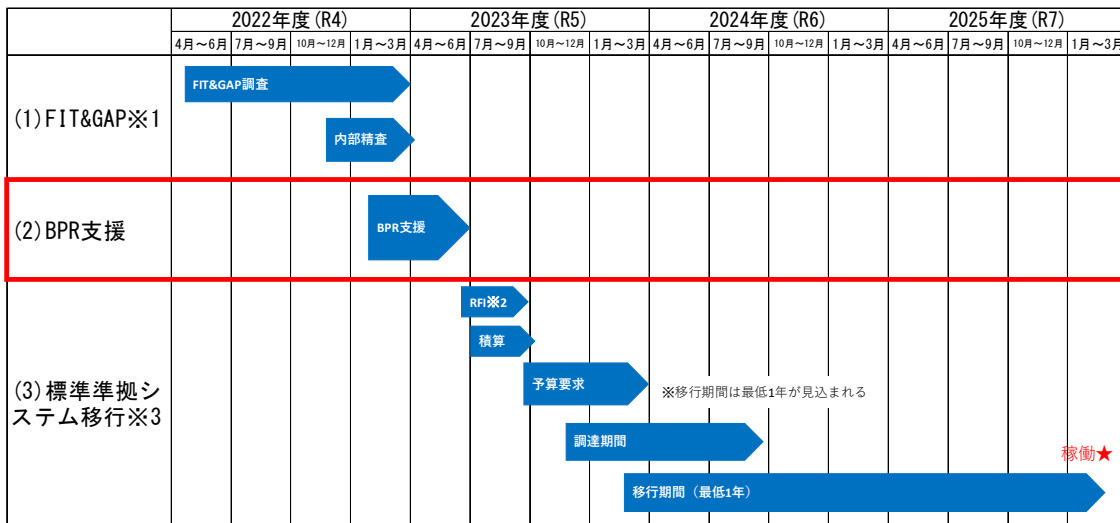 2022年度(R4) 2023年度(R5) 2024年度(R6) 2025年度(R7)
4月～6月 7月～9月 10月～12月 1月～3月 4月～6月 7月～9月 10月～12月 1月～3月 4月～6月 7月～9月 10月～12月 1月～3月 4月～6月 7月～9月 10月～12月 1月～3月
(1)FIT&GAP※1
FIT&GAP調査
内部精査
(2)BPR支援
BPR支援
(3)標準準拠シ
ステム移行※3
RFI※2
積算
予算要求
※移行期間は最低1年が見込まれる
調達期間
稼働★
移行期間（最低1年）